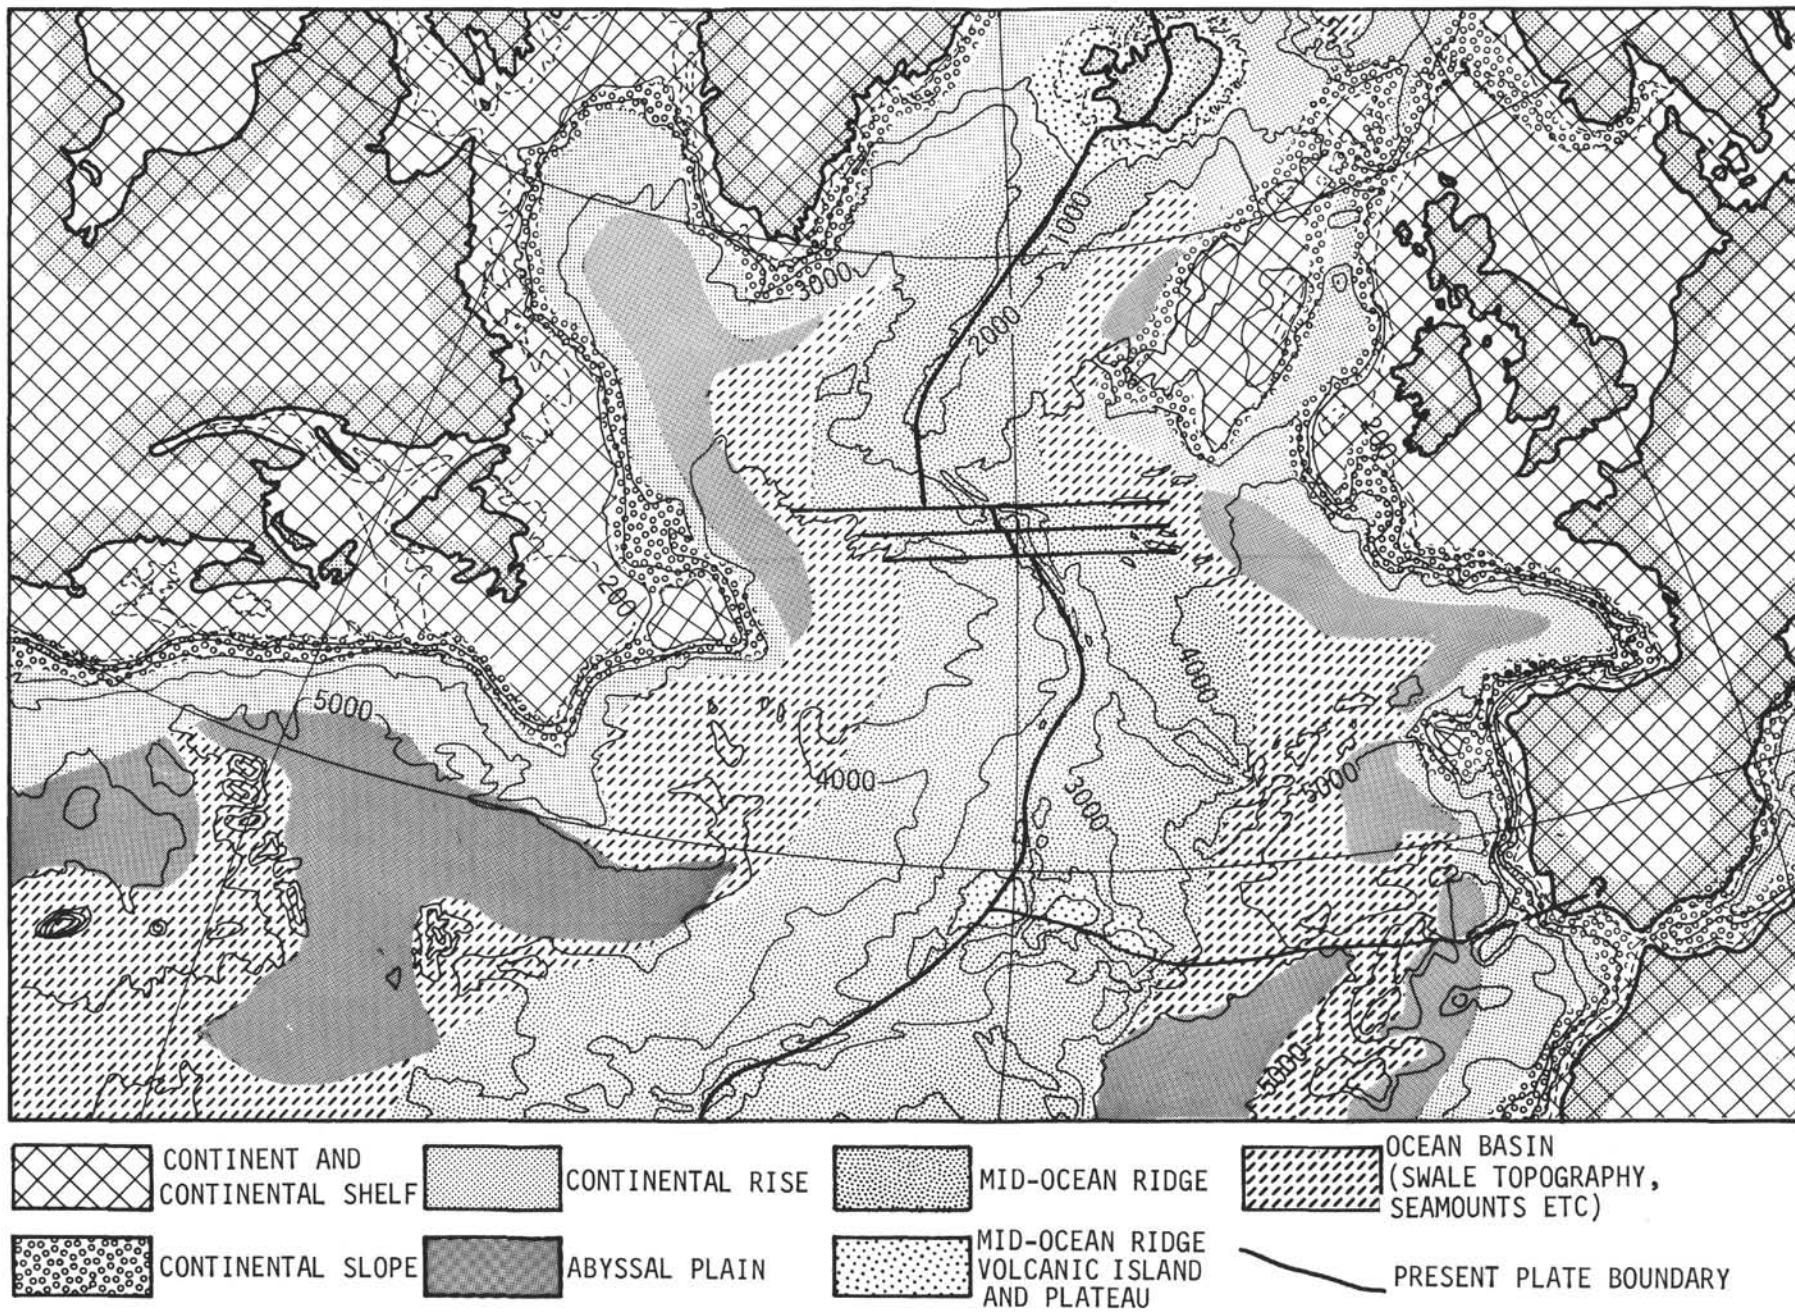 1000
2000
3000
200
200
5000
4000
4000
3000
5000
5000
CONTINENT AND
CONTINENTAL SHELF
CONTINENTAL RISE
MID-OCEAN RIDGE
OCEAN BASIN
(SWALE TOPOGRAPHY,
SEAMOUNTS ETC)
CONTINENTAL SLOPE
ABYSSAL PLAIN
MID-OCEAN RIDGE
VOLCANIC ISLAND
AND PLATEAU
PRESENT PLATE BOUNDARY